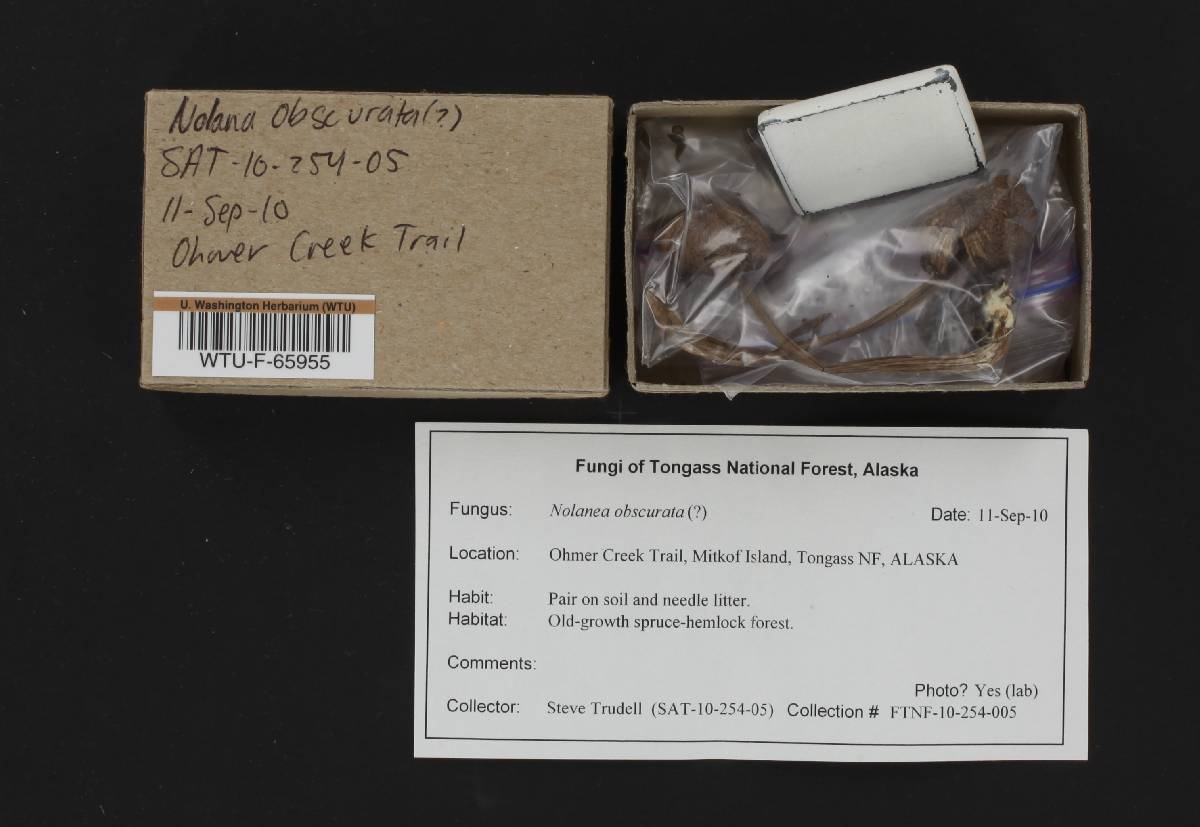 Nolana Obscurata(?)
SAT-10-254-05
11-Sep-10
Ohmer Creek Trail
U. Washington Herbarium (WTU)
WTU-F-65955
Fungi of Tongass National Forest, Alaska
Fungus: Nolanea obscurata (?) Date: 11-Sep-10
Location: Ohmer Creek Trail, Mitkof Island, Tongass NF, ALASKA
Habit: Pair on soil and needle litter.
Habitat: Old-growth spruce-hemlock forest.
Comments:
Photo? Yes (lab)
Collector: Steve Trudell (SAT-10-254-05) Collection # FTNF-10-254-005